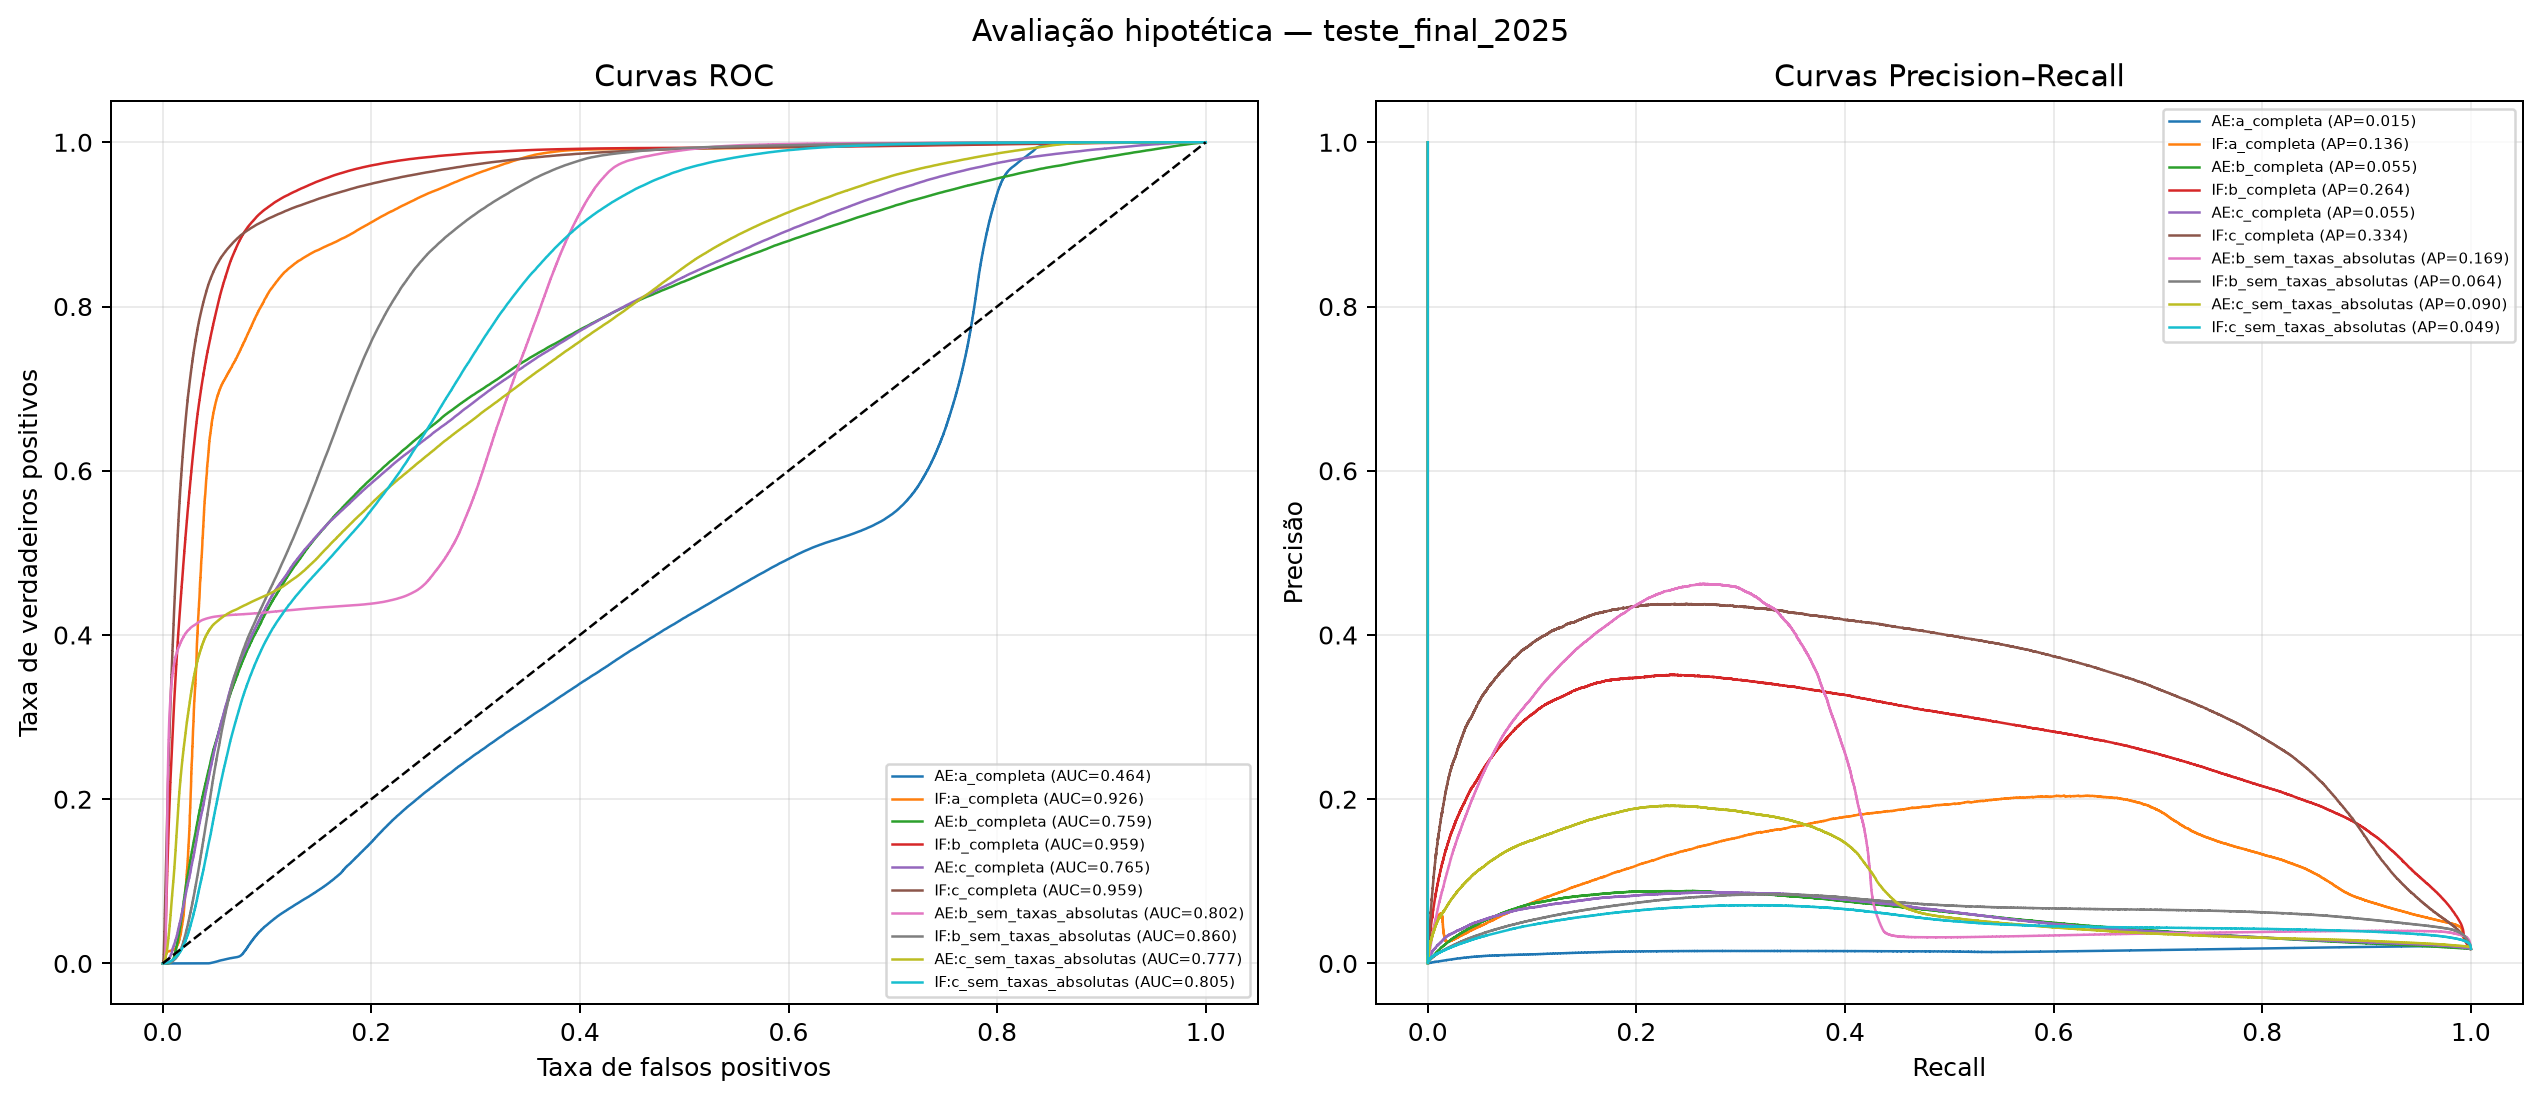 Avaliação hipotética — teste_final_2025
Curvas ROC
Taxa de verdadeiros positivos
1.0
0.8
0.6
0.4
0.2
0.0
0.0 0.2 0.4 0.6 0.8 1.0
Taxa de falsos positivos
AE:a_completa (AUC=0.464)
IF:a_completa (AUC=0.926)
AE:b_completa (AUC=0.759)
IF:b_completa (AUC=0.959)
AE:c_completa (AUC=0.765)
IF:c_completa (AUC=0.959)
AE:b_sem_taxas_absolutas (AUC=0.802)
IF:b_sem_taxas_absolutas (AUC=0.860)
AE:c_sem_taxas_absolutas (AUC=0.777)
IF:c_sem_taxas_absolutas (AUC=0.805)
Curvas Precision–Recall
Precisão
1.0
0.8
0.6
0.4
0.2
0.0
0.0 0.2 0.4 0.6 0.8 1.0
Recall
AE:a_completa (AP=0.015)
IF:a_completa (AP=0.136)
AE:b_completa (AP=0.055)
IF:b_completa (AP=0.264)
AE:c_completa (AP=0.055)
IF:c_completa (AP=0.334)
AE:b_sem_taxas_absolutas (AP=0.169)
IF:b_sem_taxas_absolutas (AP=0.064)
AE:c_sem_taxas_absolutas (AP=0.090)
IF:c_sem_taxas_absolutas (AP=0.049)